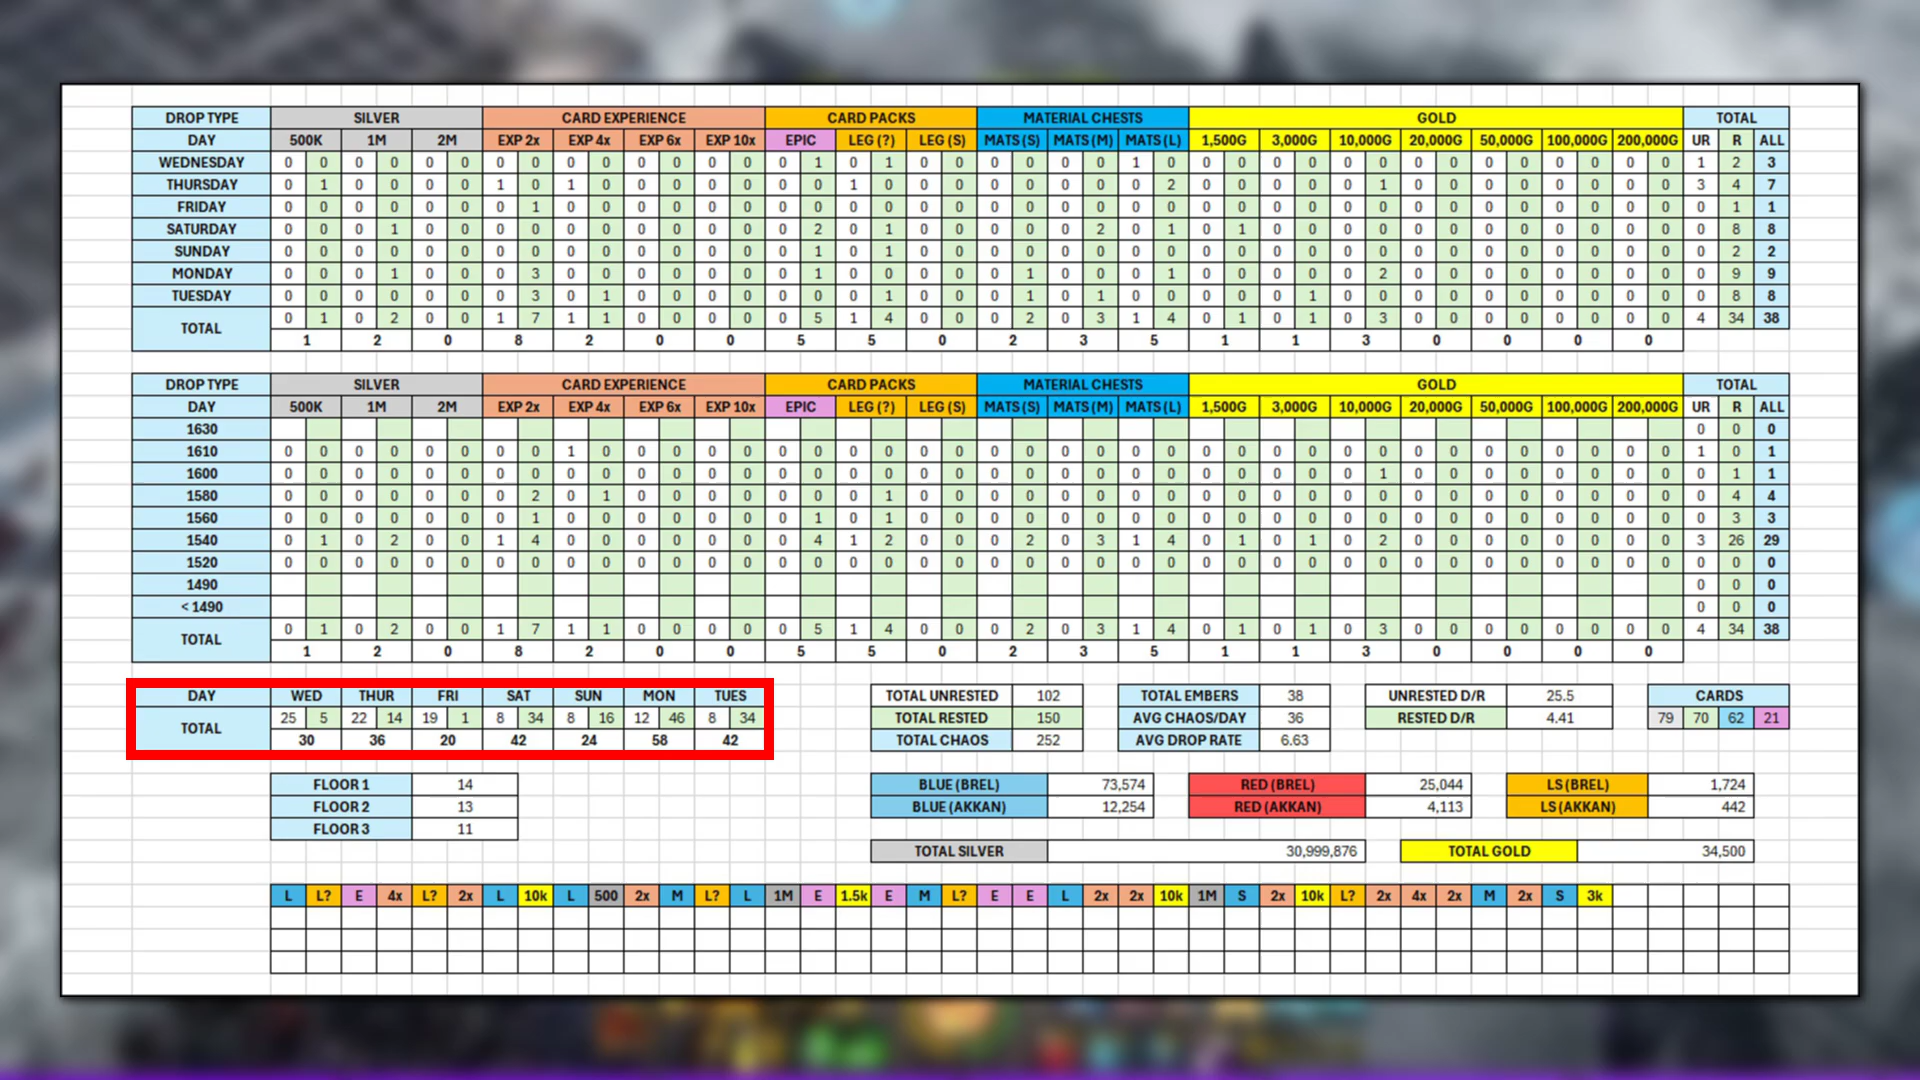 DROP TYPE SILVER CARD EXPERIENCE CARD PACKS MATERIAL CHESTS GOLD TOTAL
DAY 500K 1M 2M EXP 2x EXP 4x EXP 6x EXP 10x EPIC LEG (?) LEG (S) MATS (S) MATS (M) MATS (L) 1,500G 3,000G 10,000G 20,000G 50,000G 100,000G 200,000G UR R ALL
WEDNESDAY 0 0 0 0 0 0 0 0 0 0 0 0 0 0 0 1 0 1 0 0 0 0 0 0 1 0 0 0 0 0 0 0 0 0 0 0 0 0 0 0 1 2 3
THURSDAY 0 1 0 0 0 0 1 0 1 0 0 0 0 0 0 0 1 0 0 0 0 0 0 0 0 2 0 0 0 0 0 1 0 0 0 0 0 0 0 0 3 4 7
FRIDAY 0 0 0 0 0 0 0 1 0 0 0 0 0 0 0 0 0 0 0 0 0 0 0 0 0 0 0 0 0 0 0 0 0 0 0 0 0 0 0 0 0 1 1
SATURDAY 0 0 0 1 0 0 0 0 0 0 0 0 0 0 0 2 0 1 0 0 0 0 0 2 0 1 0 1 0 0 0 0 0 0 0 0 0 0 0 0 0 8 8
SUNDAY 0 0 0 0 0 0 0 0 0 0 0 0 0 0 0 1 0 1 0 0 0 0 0 0 0 0 0 0 0 0 0 0 0 0 0 0 0 0 0 0 0 2 2
MONDAY 0 0 0 1 0 0 0 3 0 0 0 0 0 0 0 1 0 0 0 0 0 1 0 0 0 1 0 0 0 0 0 2 0 0 0 0 0 0 0 0 0 9 9
TUESDAY 0 0 0 0 0 0 0 3 0 1 0 0 0 0 0 0 0 1 0 0 0 1 0 1 0 0 0 0 0 1 0 0 0 0 0 0 0 0 0 0 0 8 8
TOTAL 0 1 0 2 0 0 1 7 1 1 0 0 0 0 0 5 1 4 0 0 0 2 0 3 1 4 0 1 0 1 0 3 0 0 0 0 0 0 0 0 4 34 38
1 2 0 8 2 0 0 5 5 0 2 3 5 1 1 3 0 0 0 0
DROP TYPE SILVER CARD EXPERIENCE CARD PACKS MATERIAL CHESTS GOLD TOTAL
DAY 500K 1M 2M EXP 2x EXP 4x EXP 6x EXP 10x EPIC LEG (?) LEG (S) MATS (S) MATS (M) MATS (L) 1,500G 3,000G 10,000G 20,000G 50,000G 100,000G 200,000G UR R ALL
1630 0 0 0
1610 0 0 0 0 0 0 0 0 1 0 0 0 0 0 0 0 0 0 0 0 0 0 0 0 0 0 0 0 0 0 0 0 0 0 0 0 0 0 0 0 1 0 1
1600 0 0 0 0 0 0 0 0 0 0 0 0 0 0 0 0 0 0 0 0 0 0 0 0 0 0 0 0 0 0 0 1 0 0 0 0 0 0 0 0 0 1 1
1580 0 0 0 0 0 0 0 2 0 1 0 0 0 0 0 0 0 1 0 0 0 0 0 0 0 0 0 0 0 0 0 0 0 0 0 0 0 0 0 0 0 4 4
1560 0 0 0 0 0 0 0 1 0 0 0 0 0 0 0 1 0 1 0 0 0 0 0 0 0 0 0 0 0 0 0 0 0 0 0 0 0 0 0 0 0 3 3
1540 0 1 0 2 0 0 1 4 0 0 0 0 0 0 0 4 1 2 0 0 0 2 0 3 1 4 0 1 0 1 0 2 0 0 0 0 0 0 0 0 3 26 29
1520 0 0 0 0 0 0 0 0 0 0 0 0 0 0 0 0 0 0 0 0 0 0 0 0 0 0 0 0 0 0 0 0 0 0 0 0 0 0 0 0 0 0 0
1490 0 0 0
< 1490 0 0 0
TOTAL 0 1 0 2 0 0 1 7 1 1 0 0 0 0 0 5 1 4 0 0 0 2 0 3 1 4 0 1 0 1 0 3 0 0 0 0 0 0 0 0 4 34 38
1 2 0 8 2 0 0 5 5 0 2 3 5 1 1 3 0 0 0 0
DAY WED THUR FRI SAT SUN MON TUES TOTAL UNRESTED 102 TOTAL EMBERS 38 UNRESTED D/R 25.5 CARDS
TOTAL 25 5 22 14 19 1 8 34 8 16 12 46 8 34 TOTAL RESTED 150 AVG CHAOS/DAY 36 RESTED D/R 4.41 79 70 62 21
30 36 20 42 24 58 42 TOTAL CHAOS 252 AVG DROP RATE 6.63
FLOOR 1 14 BLUE (BREL) 73,574 RED (BREL) 25,044 LS (BREL) 1,724
FLOOR 2 13 BLUE (AKKAN) 12,254 RED (AKKAN) 4,113 LS (AKKAN) 442
FLOOR 3 11
TOTAL SILVER 30,999,876 TOTAL GOLD 34,500
L L? E 4x L? 2x L 10k L 500 2x M L? L 1M E 1.5k E M L? E E L 2x 2x 10k 1M S 2x 10k L? 2x 4x 2x M 2x S 3k